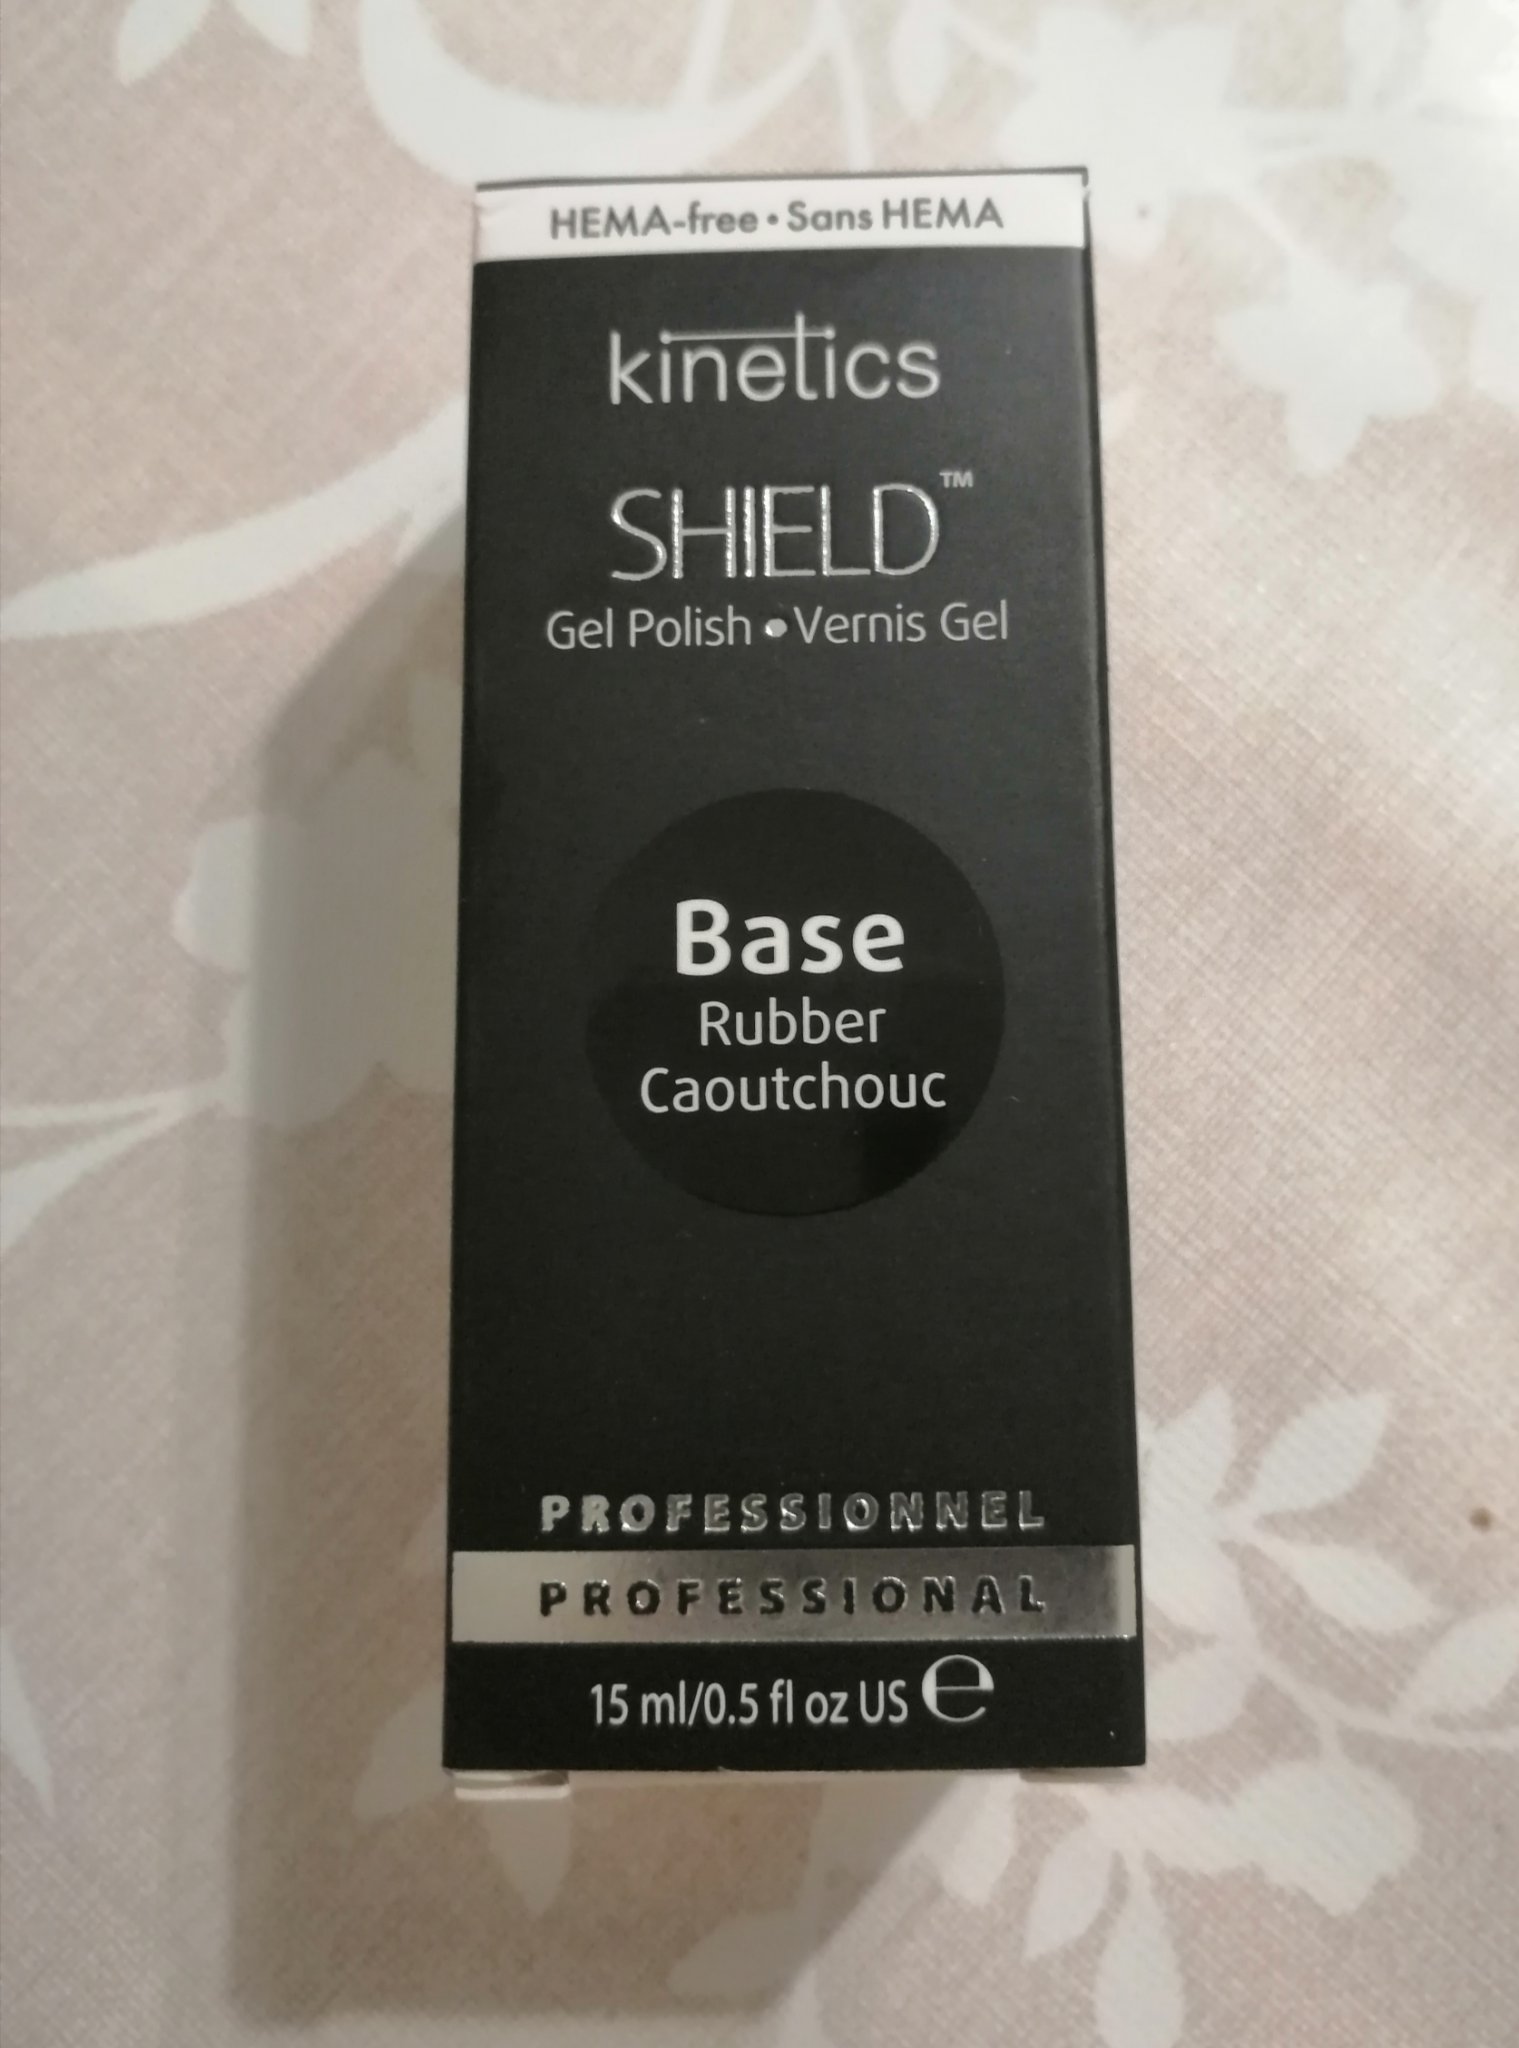 HEMA-free • Sans HEMA
kinetics
SHIELD™
Gel Polish • Vernis Gel
Base
Rubber
Caoutchouc
PROFESSIONNEL
PROFESSIONAL
15 ml/0.5 fl oz US ℮